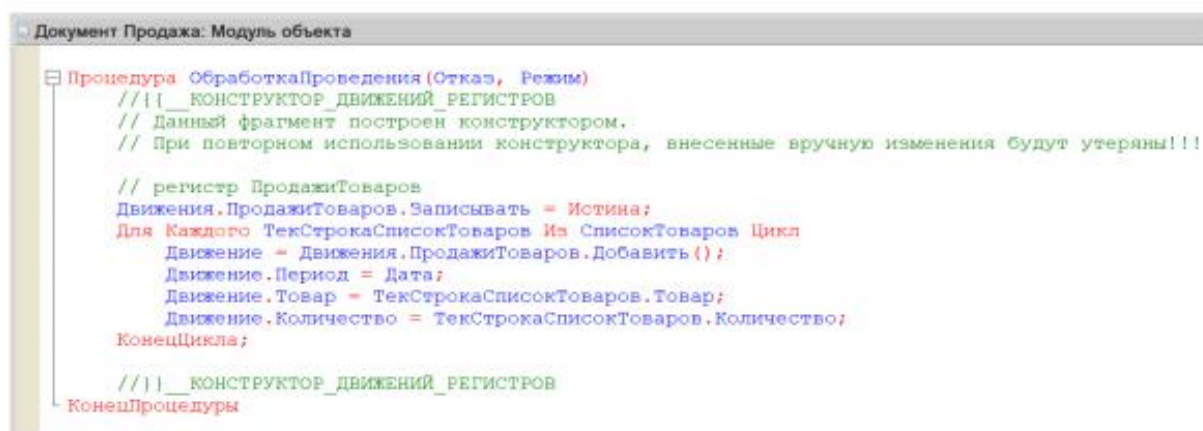 Документ Продажа: Модуль объекта
Процедура ОбработкаПроведения(Отказ, Режим)
//{{__КОНСТРУКТОР_ДВИЖЕНИЙ_РЕГИСТРОВ
// Данный фрагмент построен конструктором.
// При повторном использовании конструктора, внесенные вручную изменения будут утеряны!!!
// регистр ПродажиТоваров
Движения.ПродажиТоваров.Записывать = Истина;
Для Каждого ТекСтрокаСписокТоваров Из СписокТоваров Цикл
Движение = Движения.ПродажиТоваров.Добавить();
Движение.Период = Дата;
Движение.Товар = ТекСтрокаСписокТоваров.Товар;
Движение.Количество = ТекСтрокаСписокТоваров.Количество;
КонецЦикла;
//}}__КОНСТРУКТОР_ДВИЖЕНИЙ_РЕГИСТРОВ
КонецПроцедуры